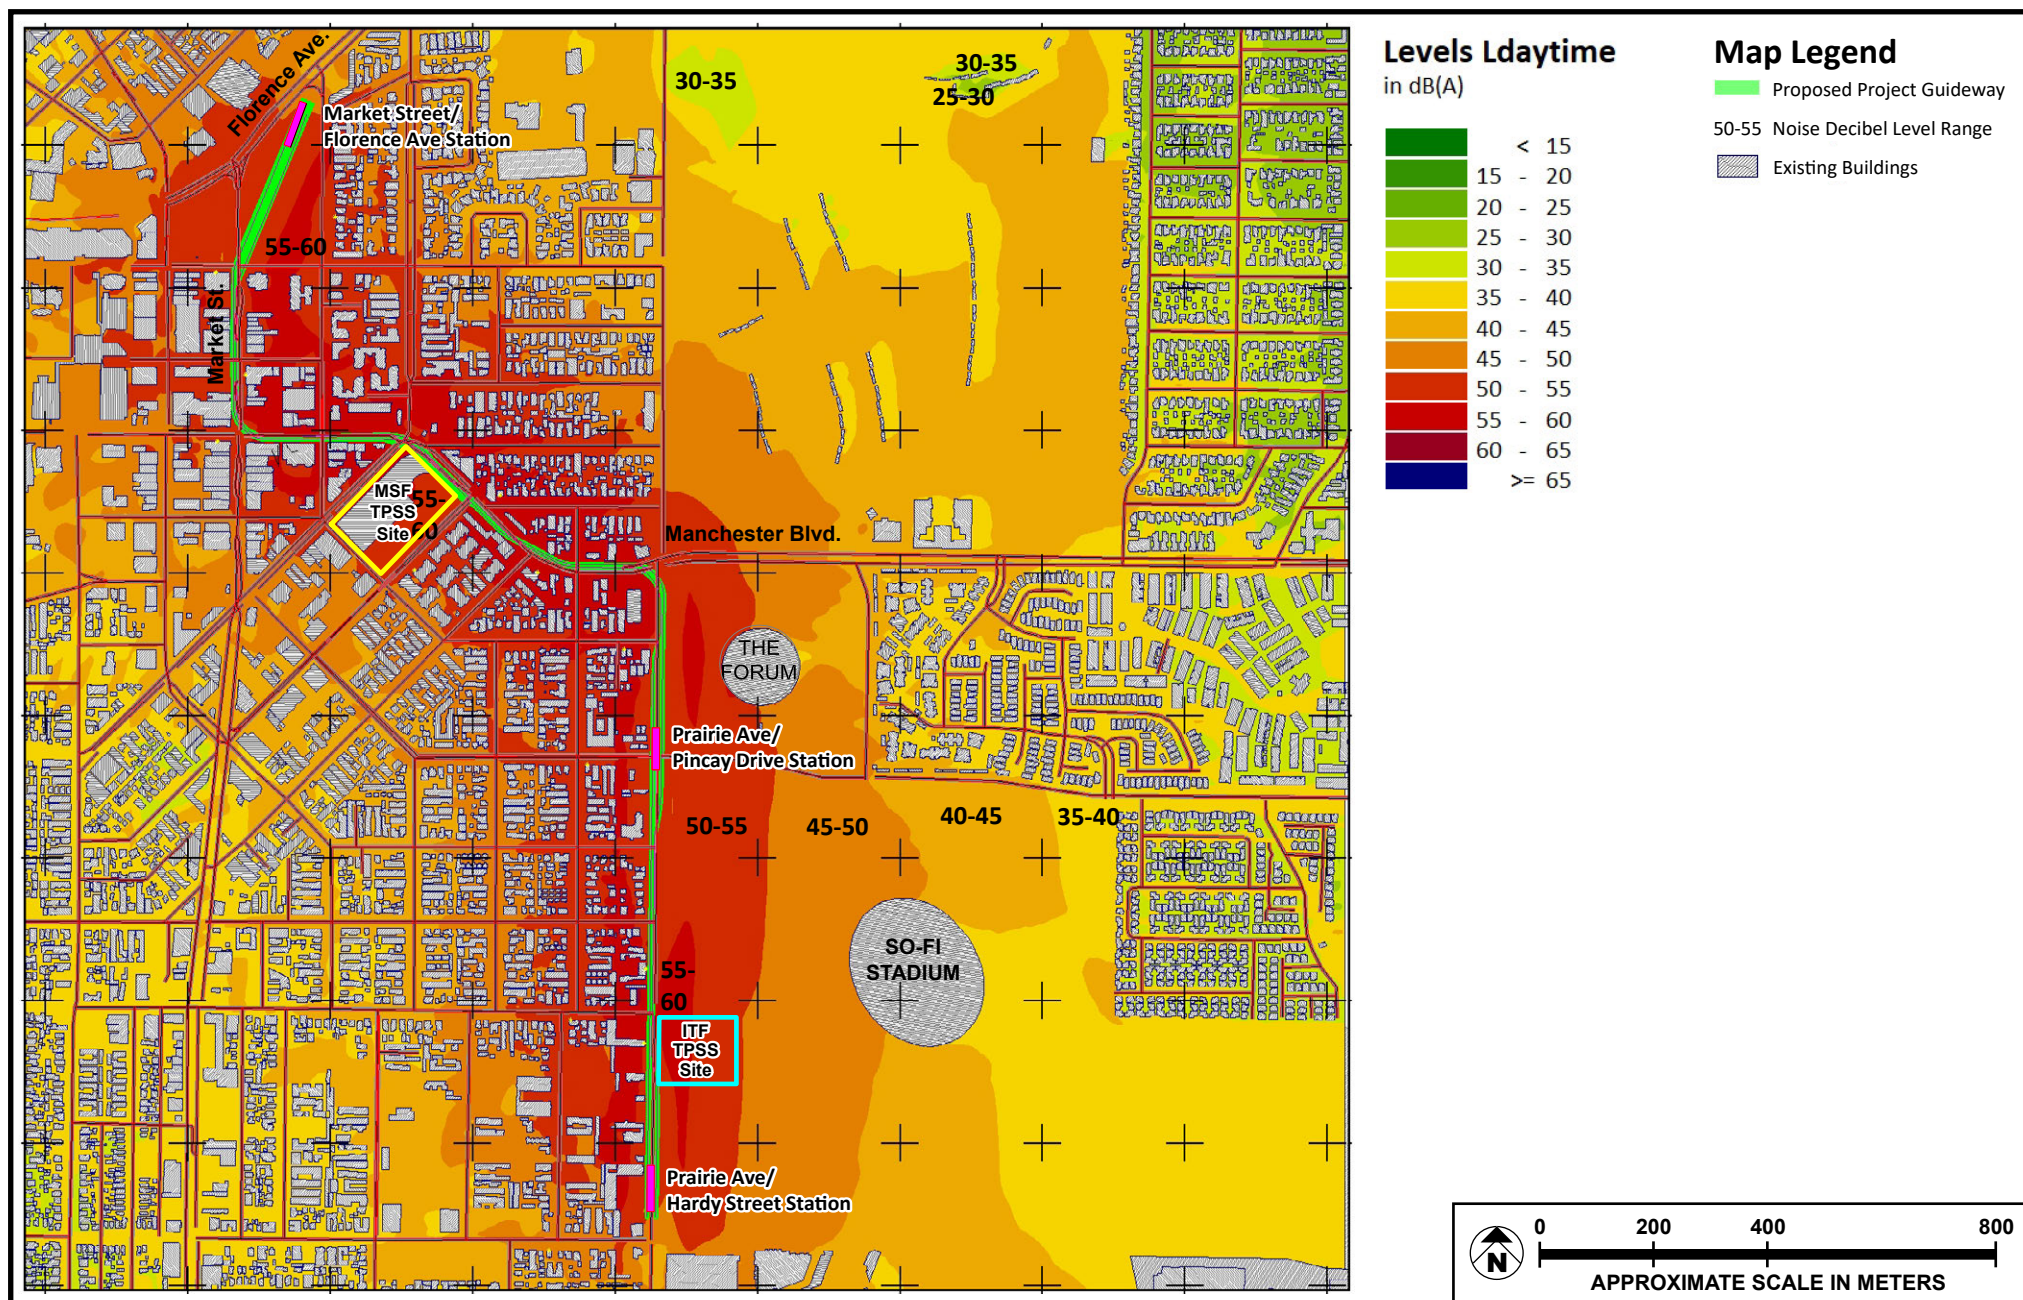 Florence Ave.
30-35
30-35
25-30
Market Street/
Florence Ave Station
55-60
Market St.
MSF
TPSS
Site
55-
60
Manchester Blvd.
THE
FORUM
Prairie Ave/
Pincay Drive Station
50-55
45-50
40-45
35-40
SO-FI
STADIUM
55-
60
ITF
TPSS
Site
Prairie Ave/
Hardy Street Station
Levels Ldaytime
in dB(A)
< 15
15 - 20
20 - 25
25 - 30
30 - 35
35 - 40
40 - 45
45 - 50
50 - 55
55 - 60
60 - 65
>= 65
Map Legend
Proposed Project Guideway
50-55 Noise Decibel Level Range
Existing Buildings
N
0 200 400 800
APPROXIMATE SCALE IN METERS